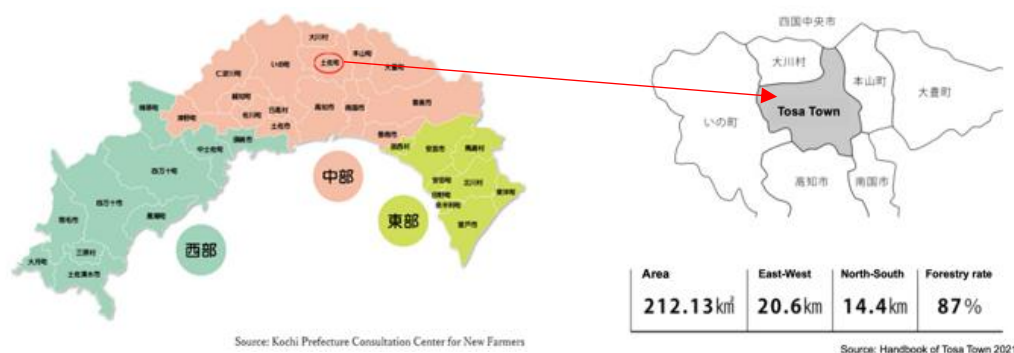 大川村
本山町
土佐町
いの町
大豊町
仁淀川町
越知町
佐川町
日高村
高知市
南国市
香美市
津野町
土佐市
香南市
梼原町
須崎市
中土佐町
芸西村
安芸市
馬路村
四万十町
安田町
北川村
田野町
東洋町
奈半利町
室戸市
四万十市
黒潮町
宿毛市
三原村
大月町
土佐清水市
中部
東部
西部
Source: Kochi Prefecture Consultation Center for New Farmers
四国中央市
大川村
本山町
大豊町
Tosa Town
いの町
高知市
南国市
Area
East-West
North-South
Forestry rate
212.13㎢
20.6㎞
14.4㎞
87%
Source: Handbook of Tosa Town 2021